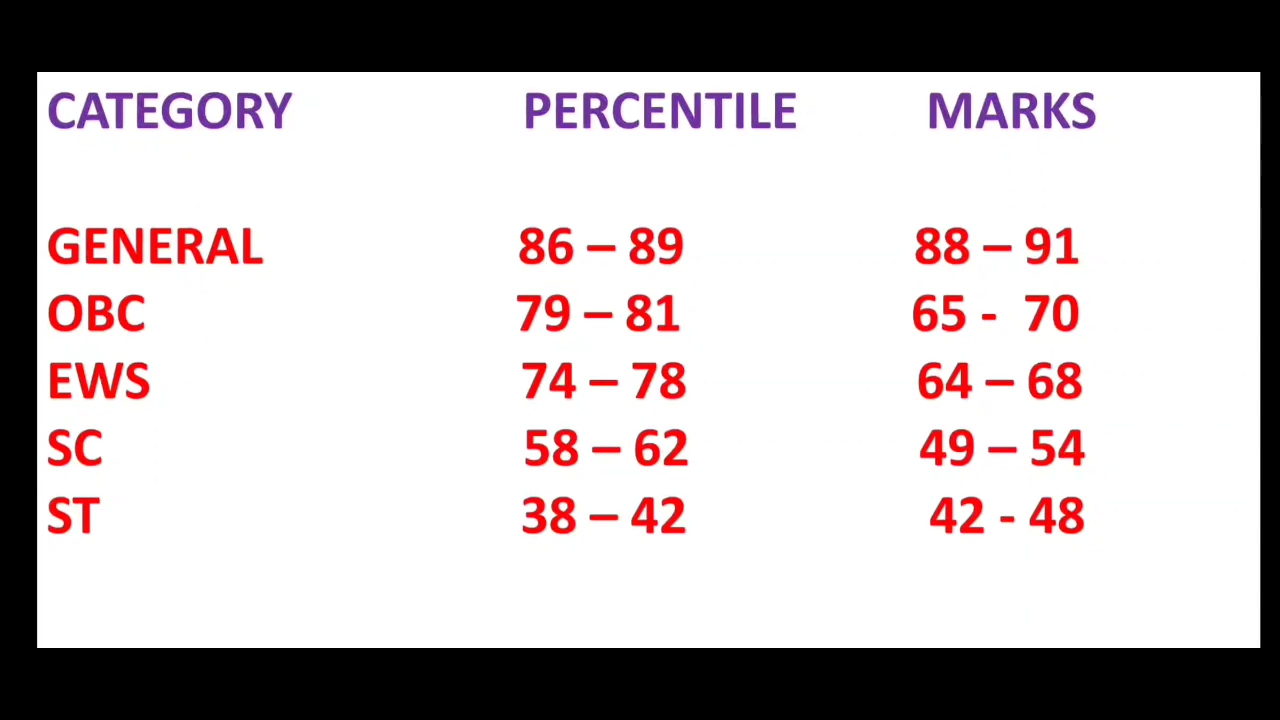 CATEGORY PERCENTILE MARKS
GENERAL 86 – 89 88 – 91
OBC 79 – 81 65 - 70
EWS 74 – 78 64 – 68
SC 58 – 62 49 – 54
ST 38 – 42 42 - 48